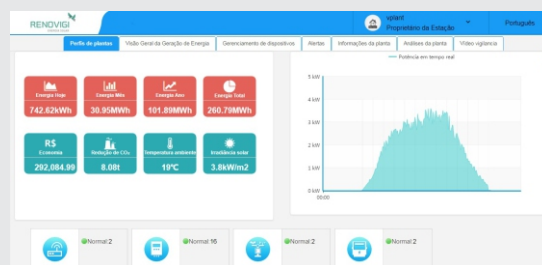 RENOVIGI
vplant
Proprietário da Estação
Português
Perfis de plantas
Visão Geral da Geração de Energia
Gerenciamento de dispositivos
Alertas
Informações da planta
Análises da planta
Vídeo vigilância
Energia Hoje
742.62kWh
Energia Mês
30.95MWh
Energia Ano
101.89MWh
Energia Total
260.79MWh
R$
Economia
292,084.99
Redução de CO₂
8.08t
Temperatura ambiente
19ºC
Irradiância solar
3.8kW/m2
Potência em tempo real
5 kW
4 kW
3 kW
2 kW
1 kW
0 kW
00:00
Normal:2
Normal:16
Normal:2
Normal:2